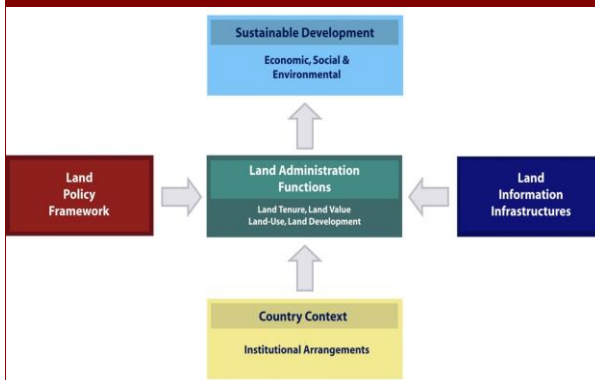 Sustainable Development
Economic, Social &
Environmental
Land
Policy
Framework
Land Administration
Functions
Land Tenure, Land Value
Land-Use, Land Development
Land
Information
Infrastructures
Country Context
Institutional Arrangements